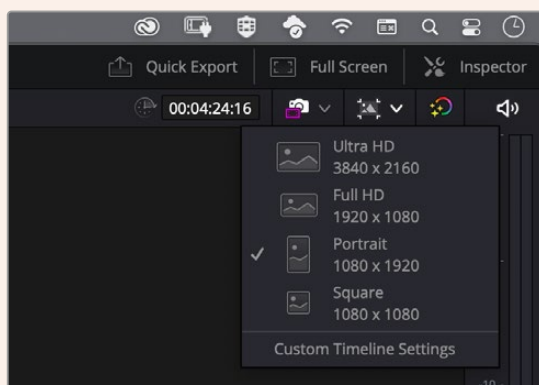 Quick Export
Full Screen
Inspector
00:04:24:16
Ultra HD
3840 x 2160
Full HD
1920 x 1080
Portrait
1080 x 1920
Square
1080 x 1080
Custom Timeline Settings
-10